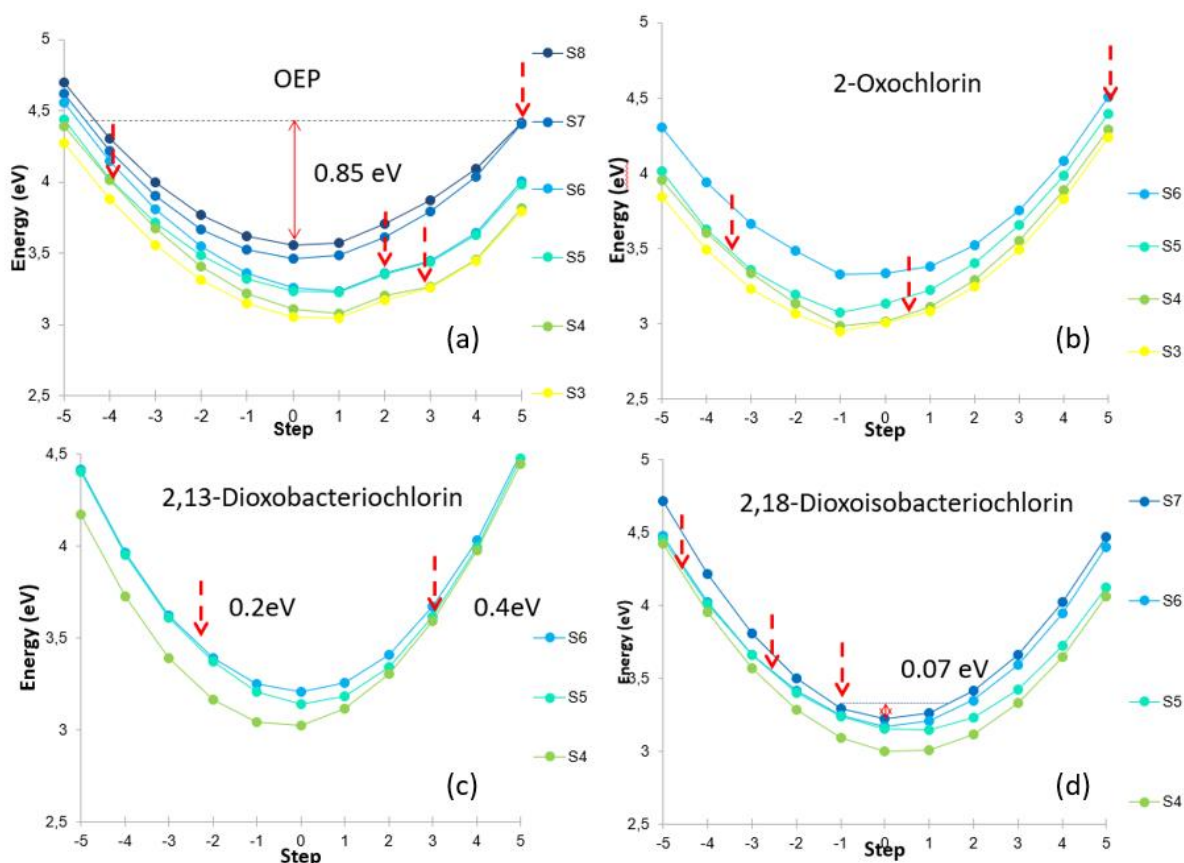 5
4.5
4
3.5
3
2,5
Energy (eV)
OEP
0.85 eV
(a)
-5 -4 -3 -2 -1 0 1 2 3 4 5
Step
S8
S7
S6
S5
S4
S3
5
4.5
4
3.5
3
2,5
Energy (eV)
2-Oxochlorin
(b)
-5 -4 -3 -2 -1 0 1 2 3 4 5
Step
S6
S5
S4
S3
4,5
4
3.5
3
2,5
Energy (eV)
2,13-Dioxobacteriochlorin
0.2eV
0.4eV
(c)
-5 -4 -3 -2 -1 0 1 2 3 4 5
Step
S6
S5
S4
5
4.5
4
3.5
3
2,5
Energy (eV)
2,18-Dioxoisobacteriochlorin
0.07 eV
(d)
-5 -4 -3 -2 -1 0 1 2 3 4 5
Step
S7
S6
S5
S4